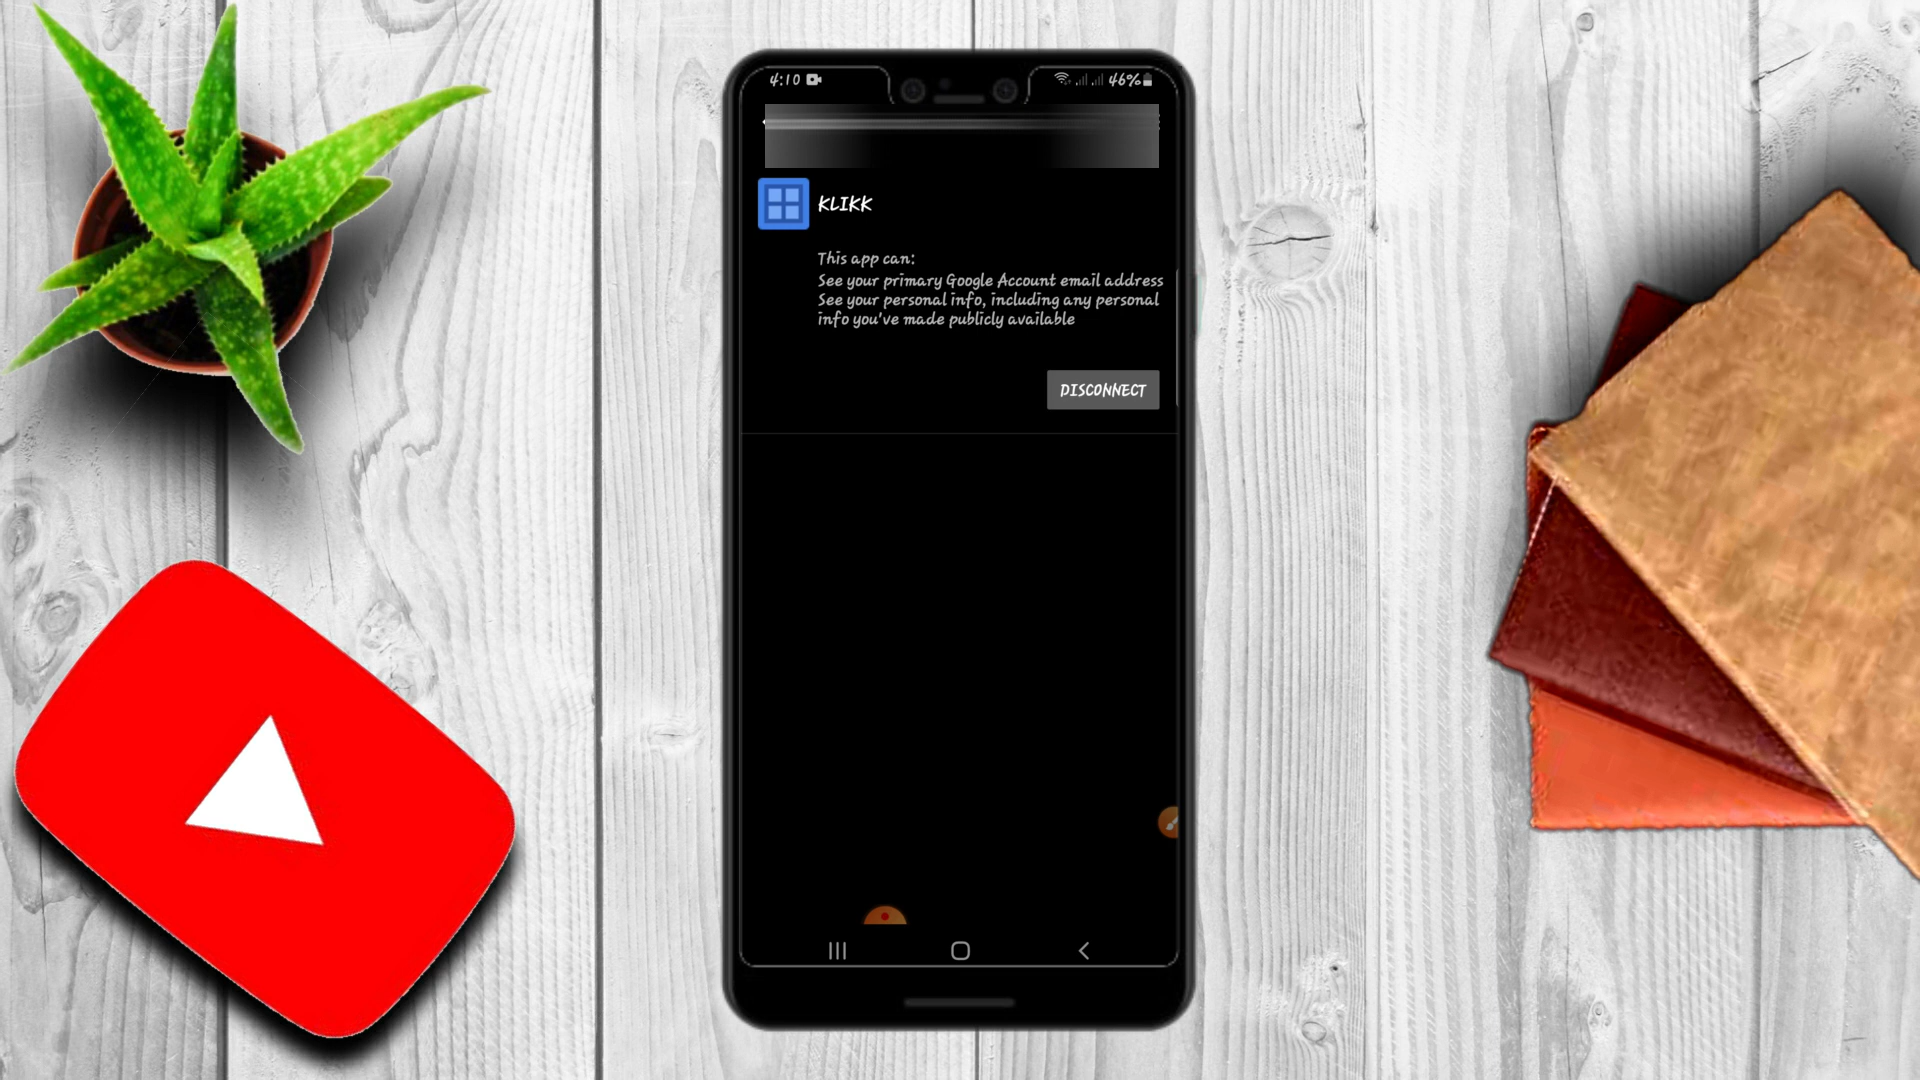 4:10 46%
KLIKK
This app can:
See your primary Google Account email address
See your personal info, including any personal
info you've made publicly available
DISCONNECT